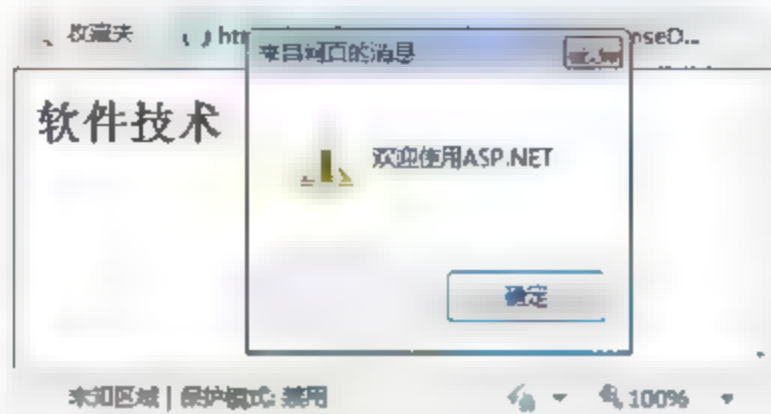 收藏夹 htt
nseD...
来自网页的消息
软件技术
欢迎使用ASP.NET
确定
未知区域 | 保护模式: 禁用
100%